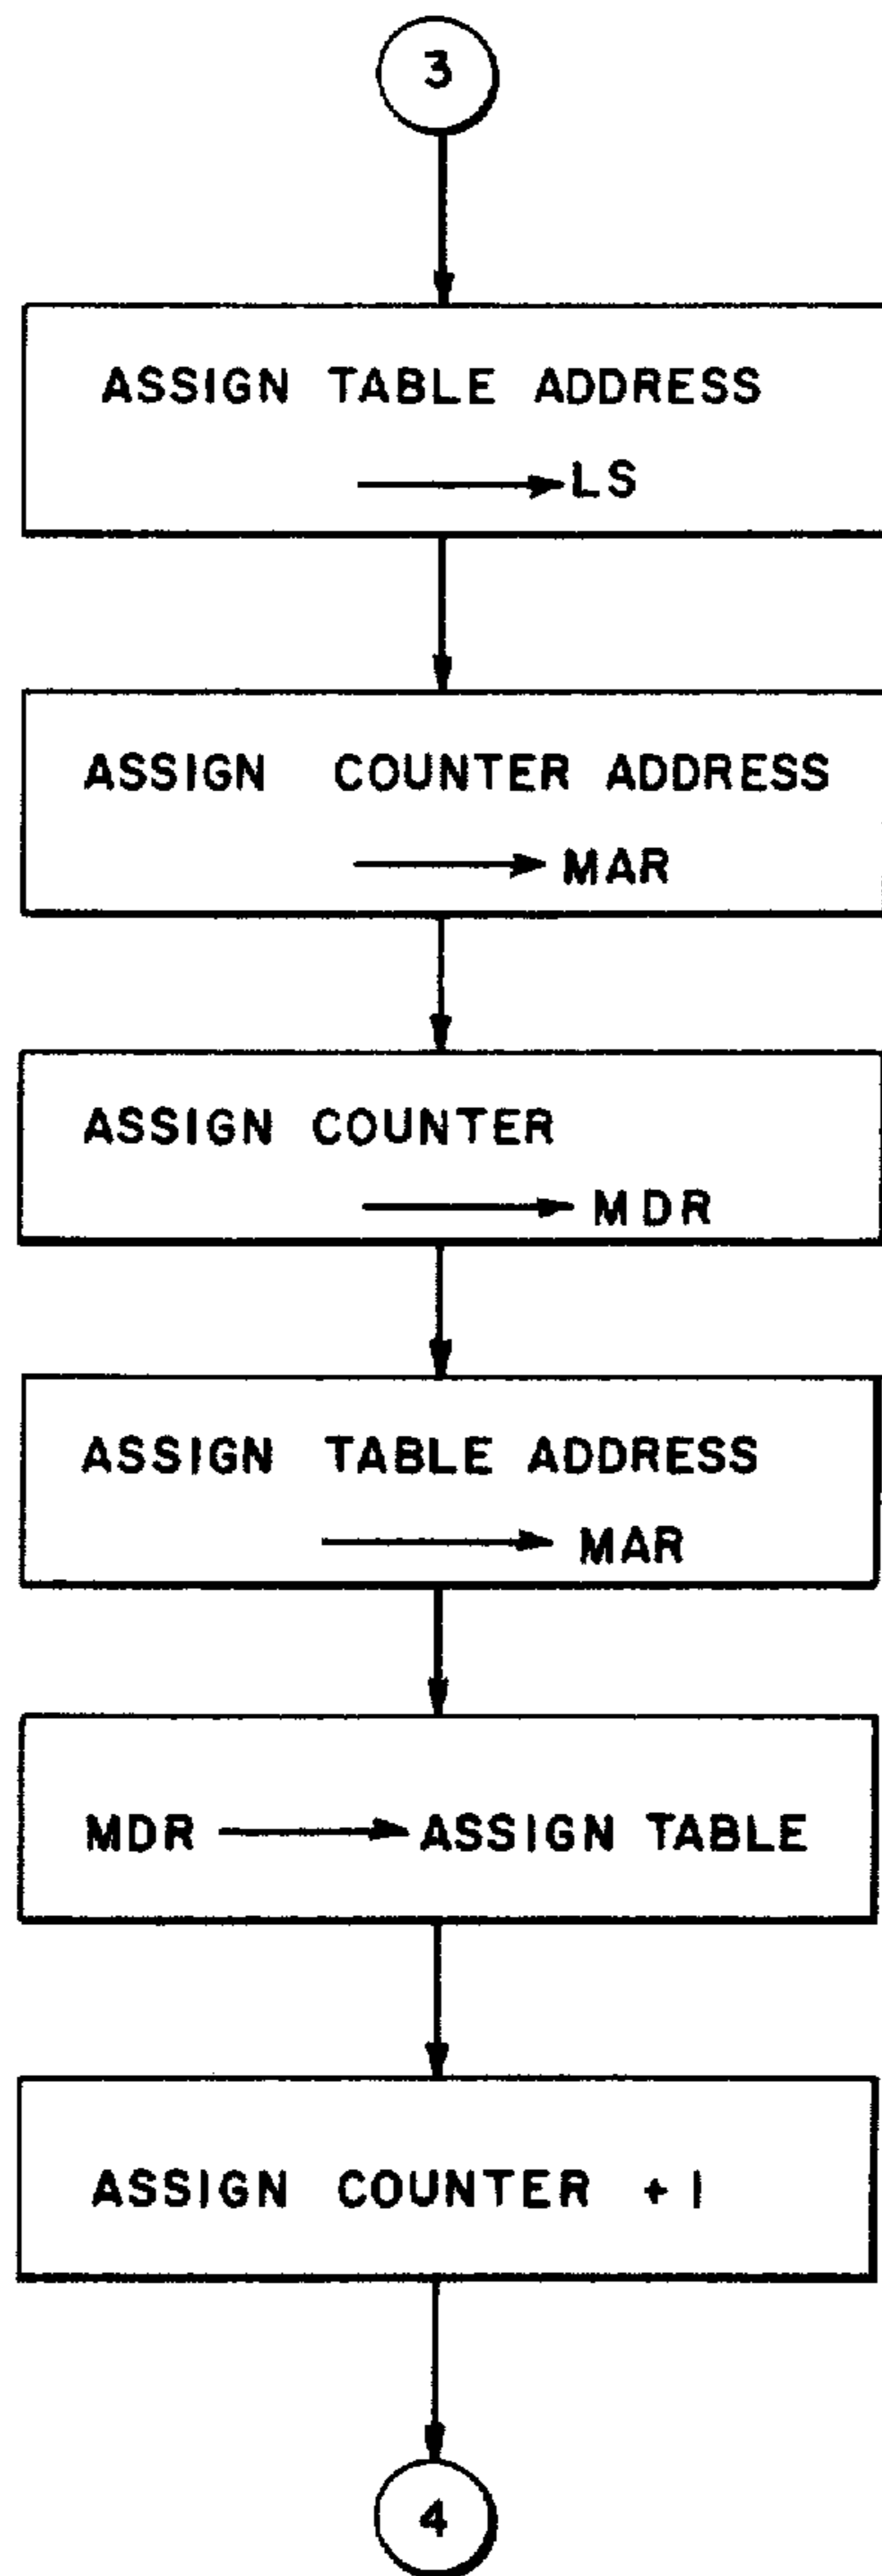 3
ASSIGN TABLE ADDRESS
→ LS
ASSIGN COUNTER ADDRESS
→ MAR
ASSIGN COUNTER
→ MDR
ASSIGN TABLE ADDRESS
→ MAR
MDR → ASSIGN TABLE
ASSIGN COUNTER + 1
4